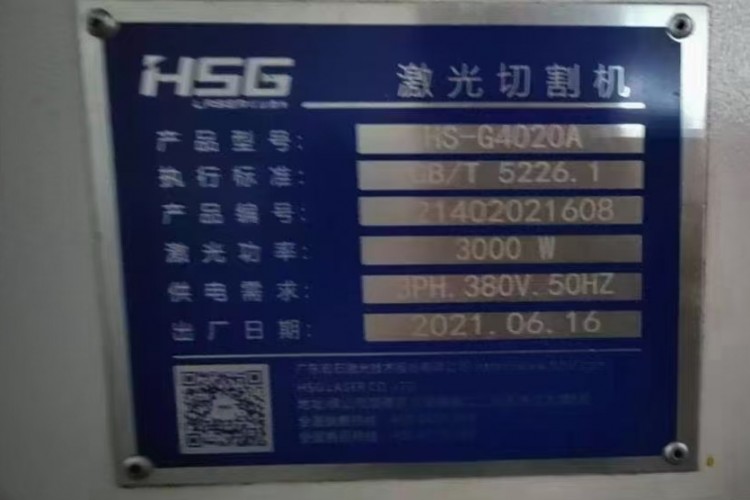 HSG
LASER
激光切割机
产品型号: HS-G4020A
执行标准: GB/T 5226.1
产品编号: 21402021608
激光功率: 3000 W
供电需求: 3PH.380V.50HZ
出厂日期: 2021.06.16
HSG LASER CO., LTD